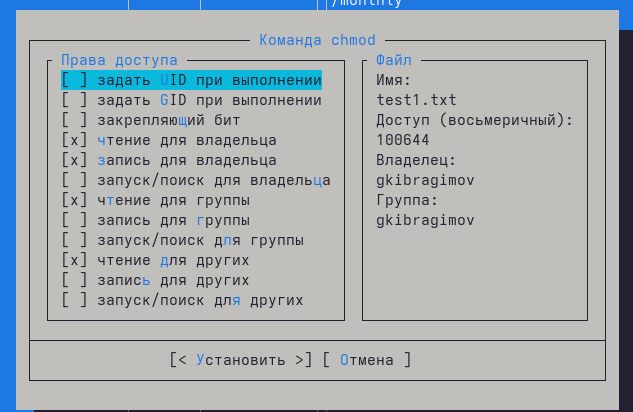 /monthly
Команда chmod
Права доступа
[ ] задать UID при выполнении
[ ] задать GID при выполнении
[ ] закрепляющий бит
[x] чтение для владельца
[x] запись для владельца
[ ] запуск/поиск для владельца
[x] чтение для группы
[ ] запись для группы
[ ] запуск/поиск для группы
[x] чтение для других
[ ] запись для других
[ ] запуск/поиск для других
Файл
Имя:
test1.txt
Доступ (восьмеричный):
100644
Владелец:
gkibragimov
Группа:
gkibragimov
[< Установить >] [ Отмена ]